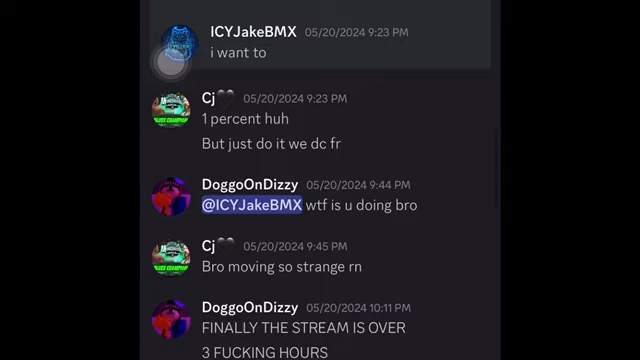 ICYJakeBMX 05/20/2024 9:23 PM
i want to
Cj🖤 05/20/2024 9:23 PM
1 percent huh
But just do it we dc fr
DoggoOnDizzy 05/20/2024 9:44 PM
@ICYJakeBMX wtf is u doing bro
Cj🖤 05/20/2024 9:45 PM
Bro moving so strange rn
DoggoOnDizzy 05/20/2024 10:11 PM
FINALLY THE STREAM IS OVER
3 FUCKING HOURS